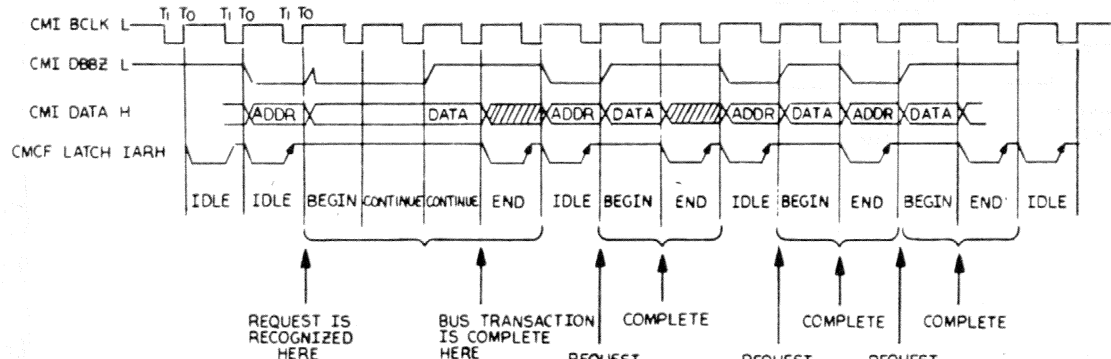 T1 T0 T1 T0 T1 T0
CMI BCLK L
CMI DBBZ L
CMI DATA H
ADDR DATA ADDR DATA ADDR DATA ADDR DATA
CMCF LATCH IARH
IDLE IDLE BEGIN CONTINUE CONTINUE END IDLE BEGIN END IDLE BEGIN END BEGIN END IDLE
REQUEST IS
RECOGNIZED
HERE
BUS TRANSACTION
IS COMPLETE
HERE
COMPLETE
COMPLETE
COMPLETE
REQUEST
REQUEST
REQUEST